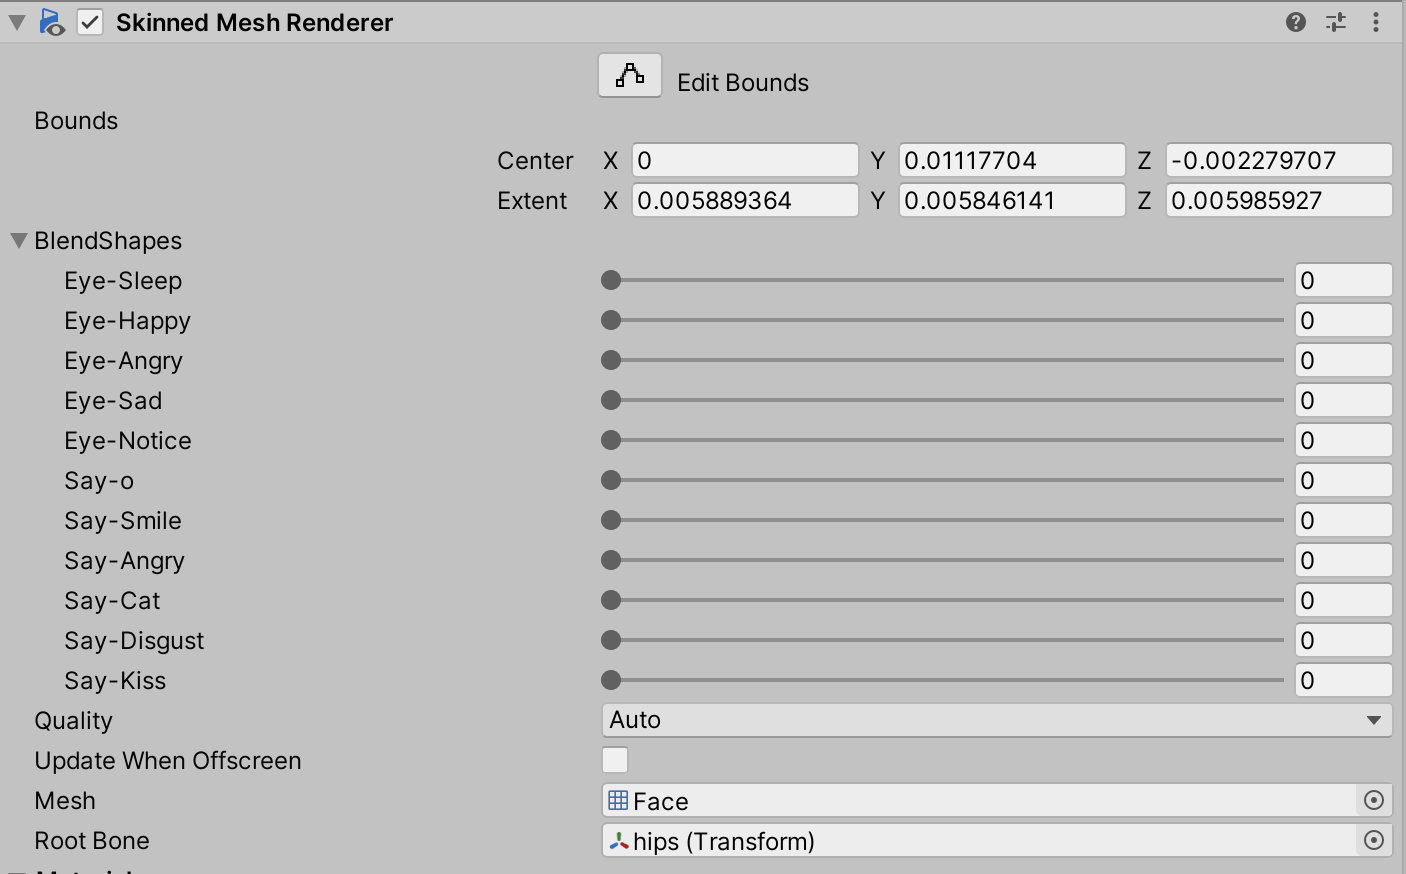 Skinned Mesh Renderer
Edit Bounds
Bounds
Center X 0 Y 0.01117704 Z -0.002279707
Extent X 0.005889364 Y 0.005846141 Z 0.005985927
BlendShapes
Eye-Sleep 0
Eye-Happy 0
Eye-Angry 0
Eye-Sad 0
Eye-Notice 0
Say-o 0
Say-Smile 0
Say-Angry 0
Say-Cat 0
Say-Disgust 0
Say-Kiss 0
Quality Auto
Update When Offscreen
Mesh Face
Root Bone hips (Transform)